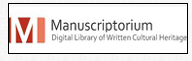 Manuscriptorium
Digital Library of Written Cultural Heritage